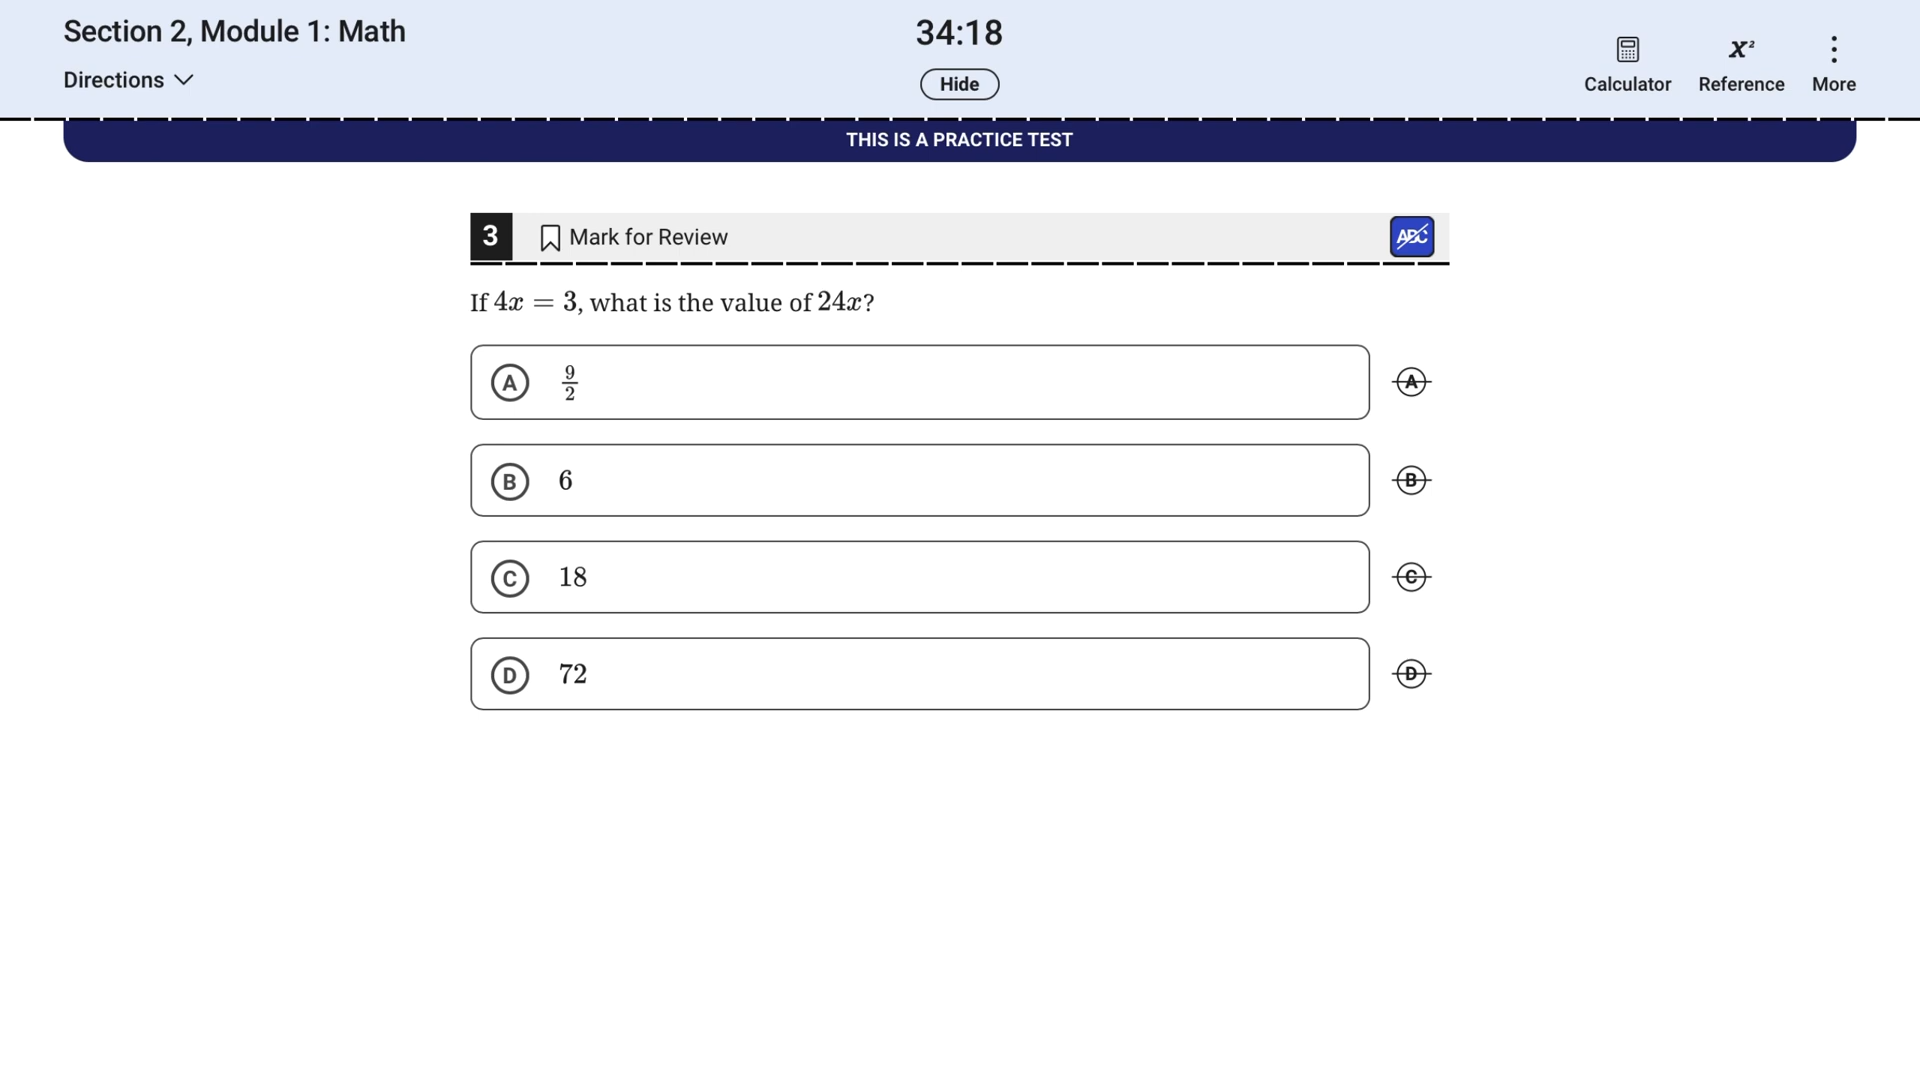 Section 2, Module 1: Math
Directions
34:18
Hide
Calculator
Reference
More
THIS IS A PRACTICE TEST
3 Mark for Review ABC
If 4x = 3, what is the value of 24x?
A 9/2 A
B 6 B
C 18 C
D 72 D